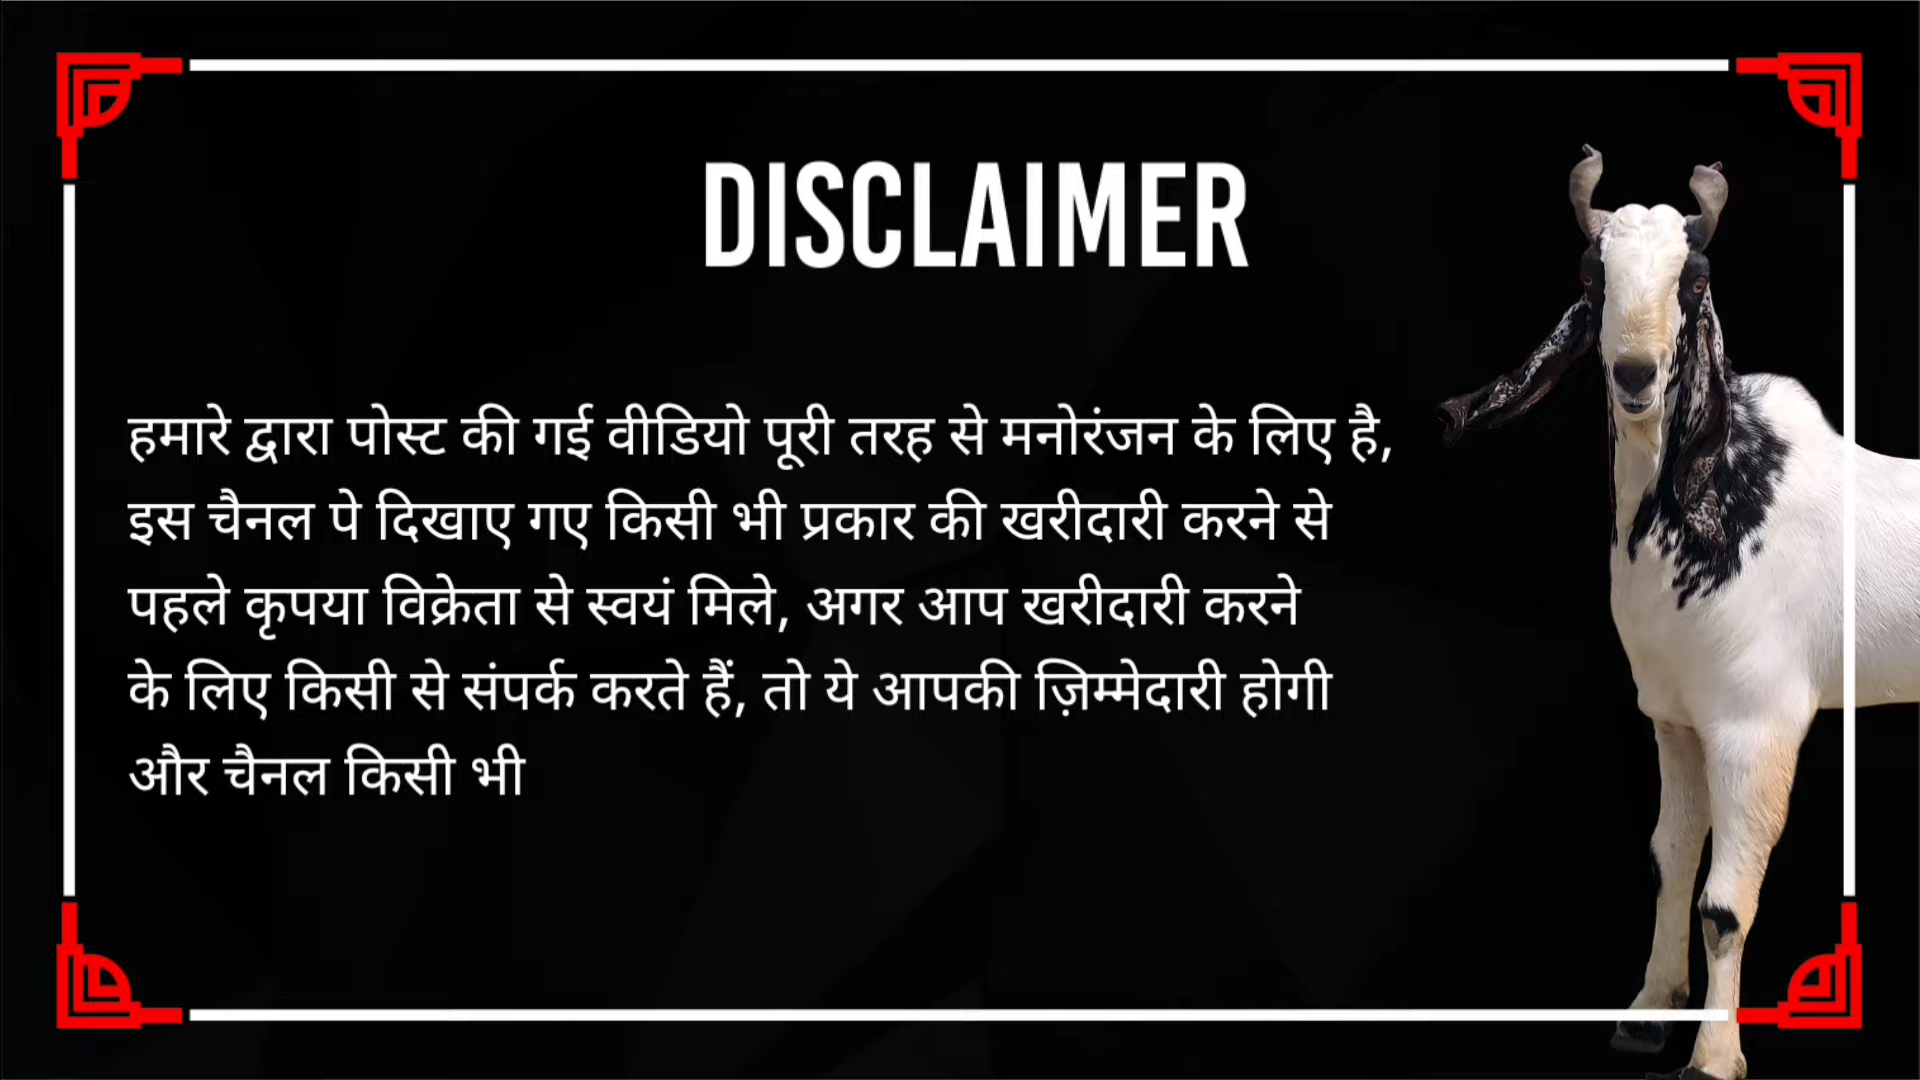 DISCLAIMER
हमारे द्वारा पोस्ट की गई वीडियो पूरी तरह से मनोरंजन के लिए है,
इस चैनल पे दिखाए गए किसी भी प्रकार की खरीदारी करने से
पहले कृपया विक्रेता से स्वयं मिले, अगर आप खरीदारी करने
के लिए किसी से संपर्क करते हैं, तो ये आपकी ज़िम्मेदारी होगी
और चैनल किसी भी